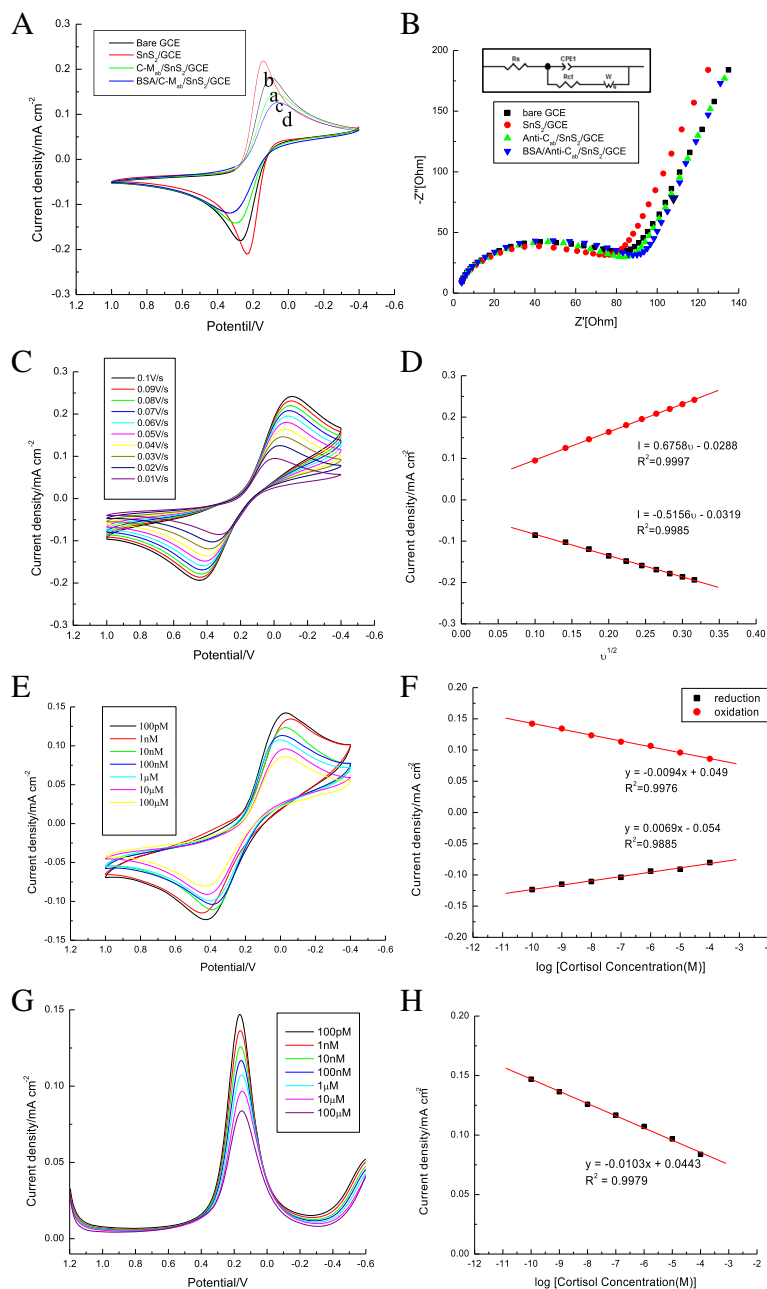 A
Bare GCE
SnS2/GCE
C-Mab/SnS2/GCE
BSA/C-Mab/SnS2/GCE
b
a
c
d
0.3
0.2
0.1
0.0
-0.1
-0.2
-0.3
1.0 0.8 0.6 0.4 0.2 0.0 -0.2 -0.4 -0.6
Current density/mA cm-2
Potentil/V
B
Rs
CPE1
Rct
Ws
bare GCE
SnS2/GCE
Anti-Cab/SnS2/GCE
BSA/Anti-Cab/SnS2/GCE
200
150
100
50
0
0 20 40 60 80 100 120 140
-Z"[Ohm]
Z'[Ohm]
C
0.1V/s
0.09V/s
0.08V/s
0.07V/s
0.06V/s
0.05V/s
0.04V/s
0.03V/s
0.02V/s
0.01V/s
0.3
0.2
0.1
0.0
-0.1
-0.2
-0.3
1.2 1.0 0.8 0.6 0.4 0.2 0.0 -0.2 -0.4 -0.6
Current density/mA cm-2
Potential/V
D
I = 0.6758υ - 0.0288
R2=0.9997
I = -0.5156υ - 0.0319
R2=0.9985
0.3
0.2
0.1
0.0
-0.1
-0.2
-0.3
0.00 0.05 0.10 0.15 0.20 0.25 0.30 0.35 0.40
Current density/mA cm-2
υ1/2
E
100pM
1nM
10nM
100nM
1μM
10μM
100μM
0.15
0.10
0.05
0.00
-0.05
-0.10
-0.15
1.2 1.0 0.8 0.6 0.4 0.2 0.0 -0.2 -0.4 -0.6
Current density/mA cm-2
Potential/V
F
reduction
oxidation
y = -0.0094x + 0.049
R2=0.9976
y = 0.0069x - 0.054
R2=0.9885
0.20
0.15
0.10
0.05
0.00
-0.05
-0.10
-0.15
-0.20
-12 -11 -10 -9 -8 -7 -6 -5 -4 -3 -2
Current density/mA cm-2
log [Cortisol Concentration(M)]
G
100pM
1nM
10nM
100nM
1μM
10μM
100μM
0.15
0.10
0.05
0.00
1.2 1.0 0.8 0.6 0.4 0.2 0.0 -0.2 -0.4 -0.6
Current density/mA cm-2
Potential/V
H
y = -0.0103x + 0.0443
R2 = 0.9979
0.20
0.15
0.10
0.05
0.00
-12 -11 -10 -9 -8 -7 -6 -5 -4 -3 -2
Current density/mA cm-2
log [Cortisol Concentration(M)]